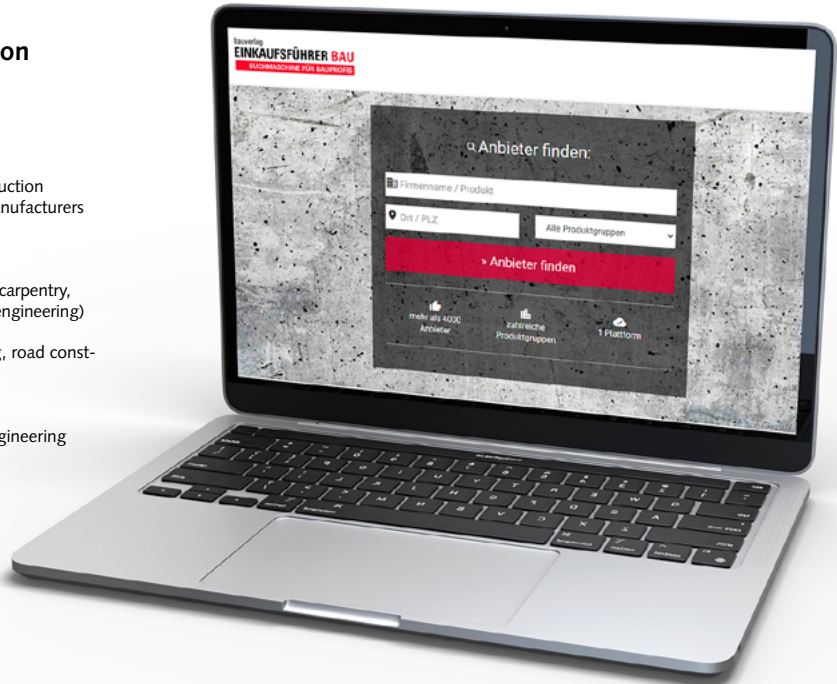 on
uction
nufacturers
carpentry,
engineering)
, road const-
gineering
bauverlag
EINKAUFSFÜHRER BAU
SUCHMASCHINE FÜR BAUPROFIS
Anbieter finden:
Firmenname / Produkt
Ort / PLZ
Alle Produktgruppen
» Anbieter finden
mehr als 4000
Anbieter
zahlreiche
Produktgruppen
1 Plattform